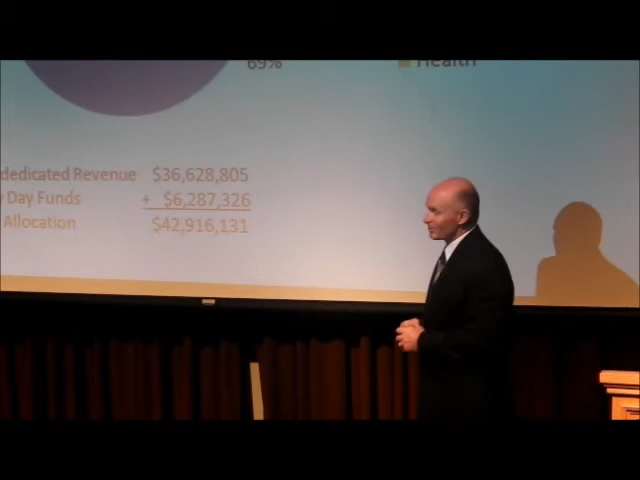 69%
Health
dedicated Revenue $36,628,805
Day Funds + $6,287,326
Allocation $42,916,131